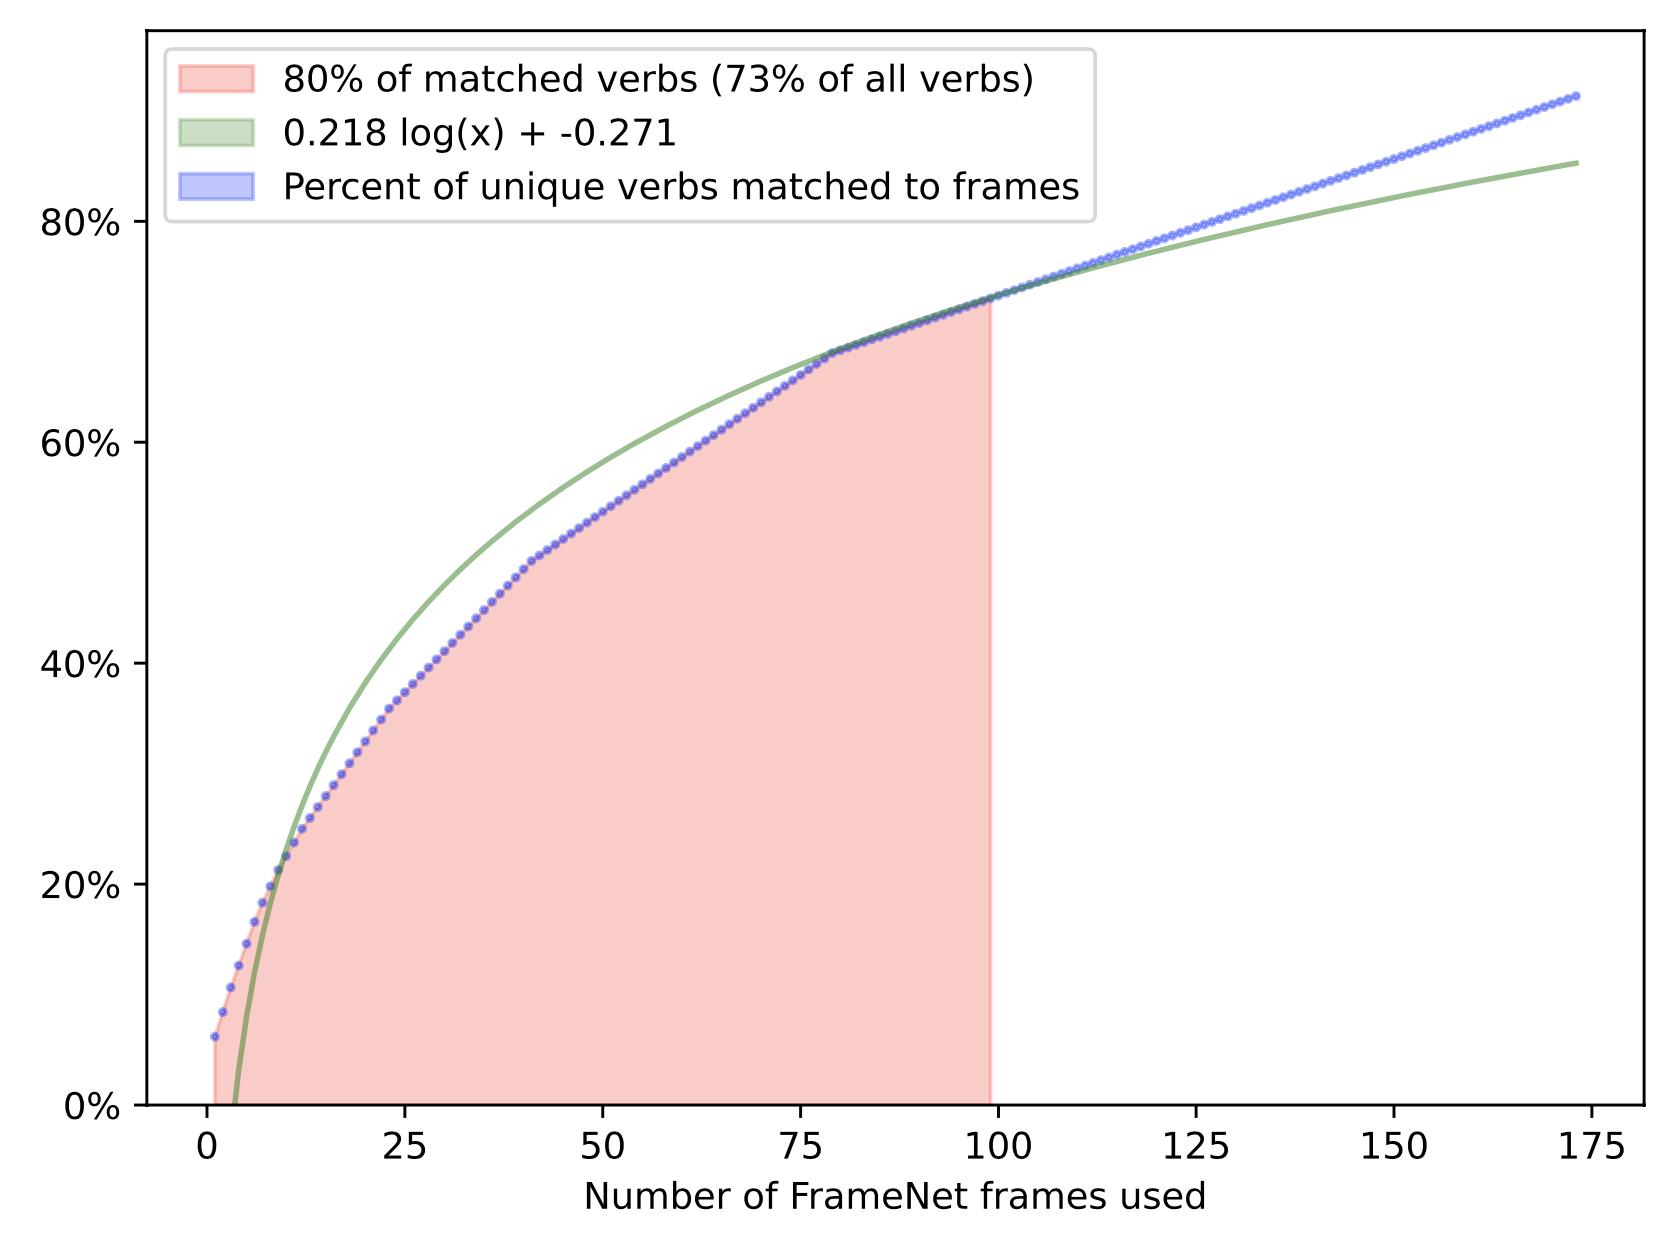 80% of matched verbs (73% of all verbs)
0.218 log(x) + -0.271
Percent of unique verbs matched to frames
80%
60%
40%
20%
0%
0 25 50 75 100 125 150 175
Number of FrameNet frames used